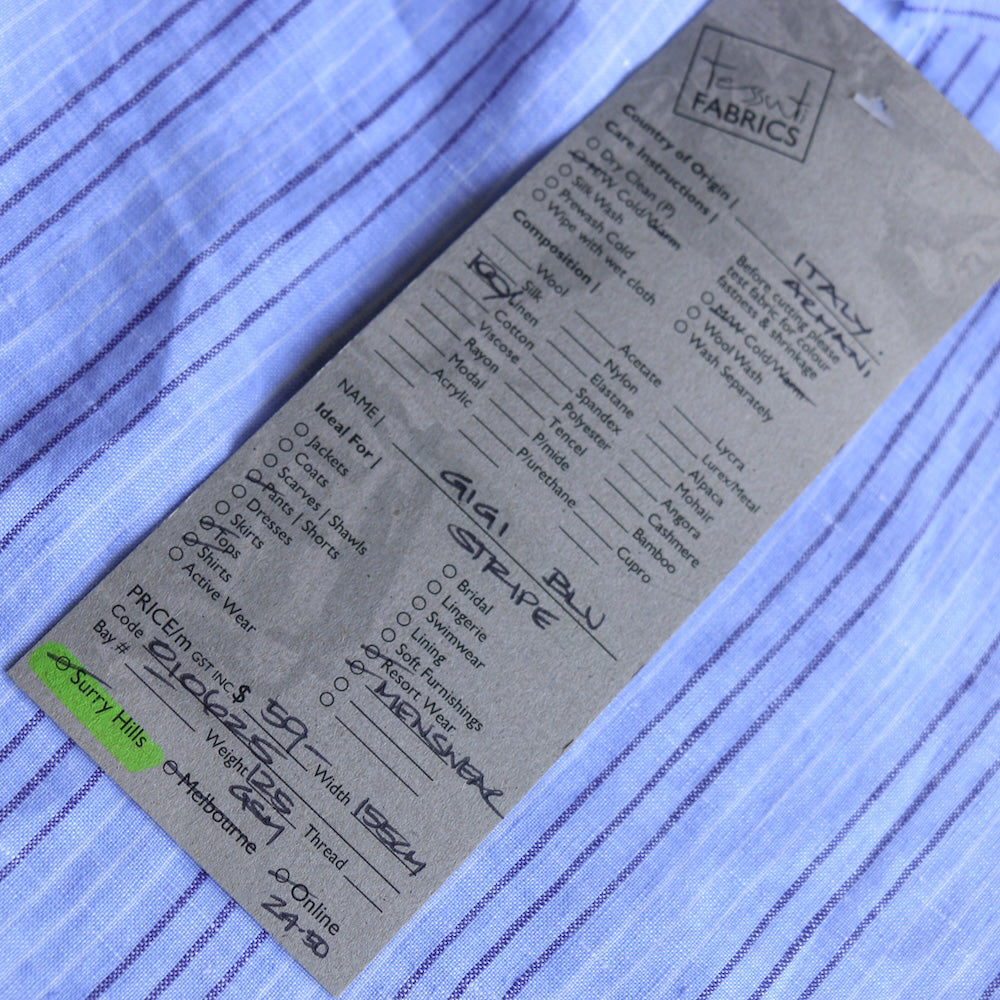 tessuti
FABRICS
Country of Origin | ITALY
ARMANI,
Care Instructions |
Dry Clean (P)
M/W Cold/Warm
Silk Wash
Prewash Cold
Wipe with wet cloth
Before cutting please
test fabric for colour
fastness & shrinkage
M/W Cold/Warm
Wool Wash
Wash Separately
Composition |
Wool
Silk
100% Linen
Cotton
Viscose
Rayon
Modal
Acrylic
Acetate
Nylon
Elastane
Spandex
Polyester
Tencel
P/mide
P/urethane
Lycra
Lurex/Metal
Alpaca
Mohair
Angora
Cashmere
Bamboo
Cupro
NAME | GIGI BLU
STRIPE
Ideal For |
Jackets
Coats
Scarves | Shawls
Pants | Shorts
Dresses
Skirts
Tops
Shirts
Active Wear
Bridal
Lingerie
Swimwear
Lining
Soft Furnishings
Resort Wear
MENSWEAR
PRICE/m GST INC $ 59- Width 155CM
Code 010625 Weight 125 GSM Thread
Bay #
Surry Hills Melbourne Online
24.50